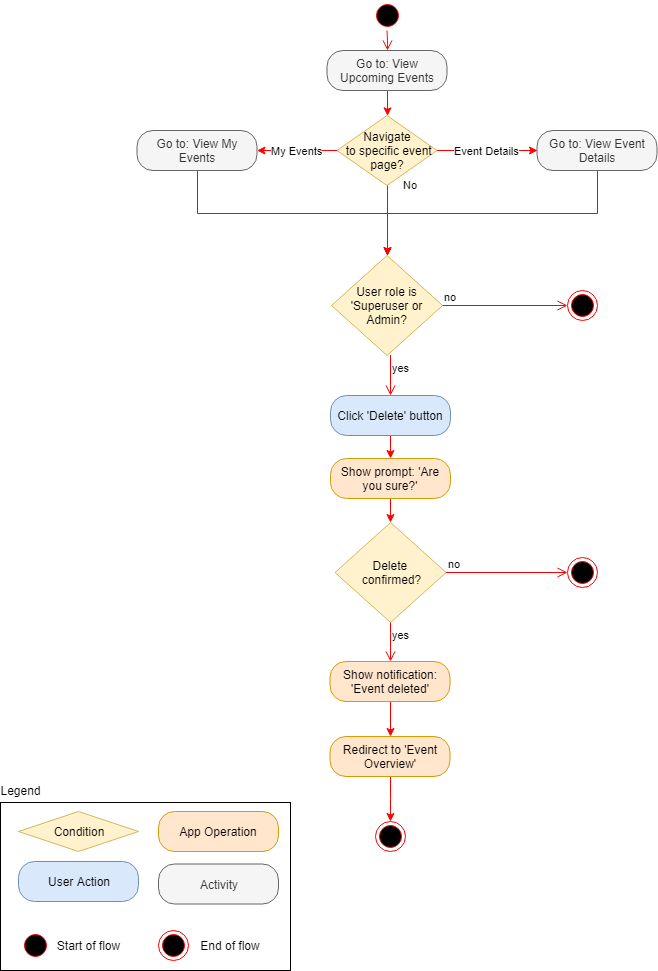 Go to: View
Upcoming Events
Navigate
to specific event
page?
Go to: View My
Events
My Events
Event Details
Go to: View Event
Details
No
User role is
'Superuser or
Admin?
no
yes
Click 'Delete' button
Show prompt: 'Are
you sure?'
Delete
confirmed?
no
yes
Show notification:
'Event deleted'
Redirect to 'Event
Overview'
Legend
Condition
App Operation
User Action
Activity
Start of flow
End of flow